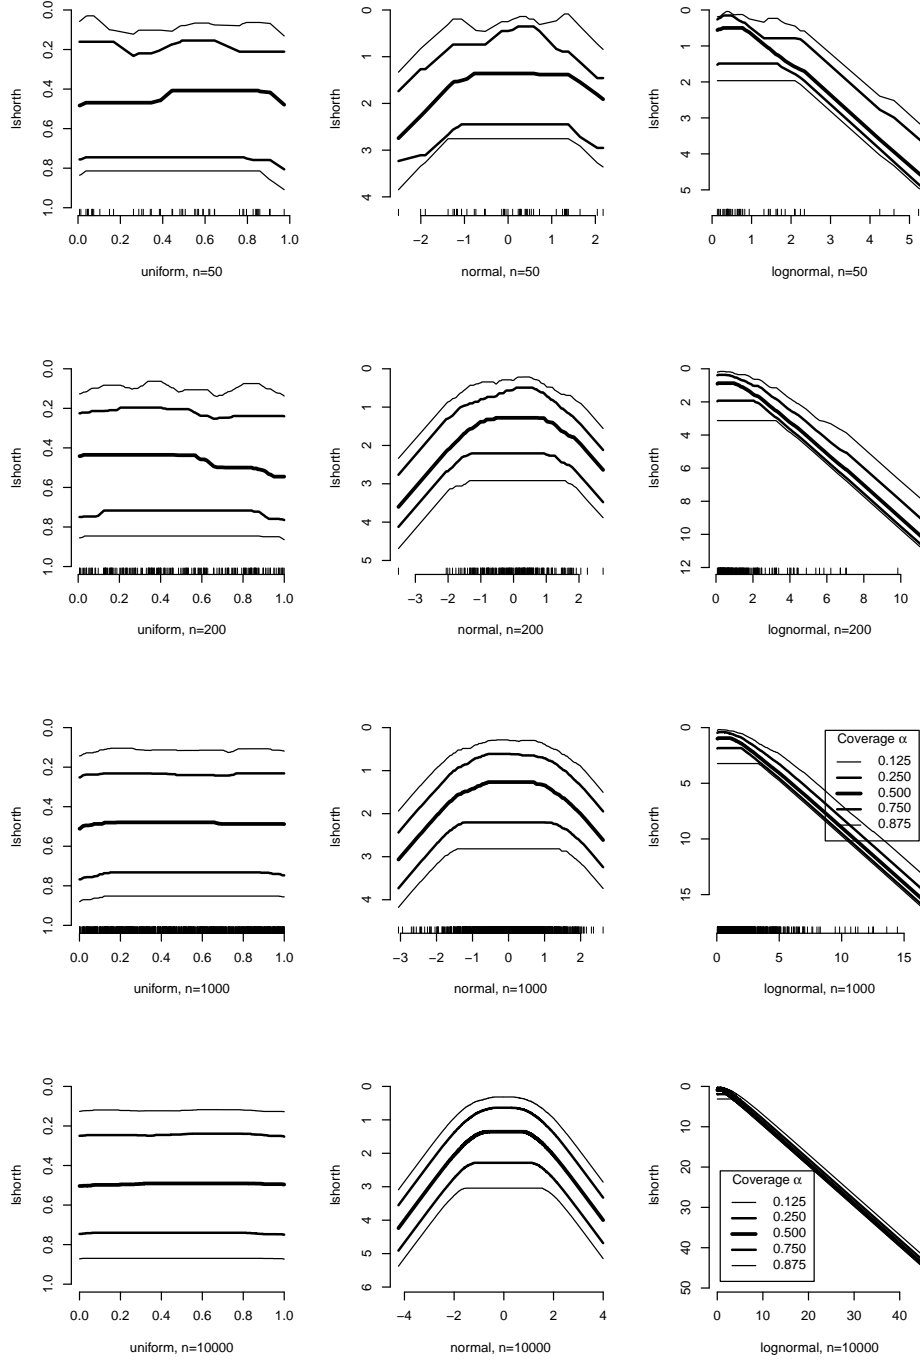 lshorth
0.0
0.2
0.4
0.6
0.8
1.0
0.0 0.2 0.4 0.6 0.8 1.0
uniform, n=50
lshorth
0
1
2
3
4
−2 −1 0 1 2
normal, n=50
lshorth
0
1
2
3
4
5
0 1 2 3 4 5
lognormal, n=50
lshorth
0.0
0.2
0.4
0.6
0.8
1.0
0.0 0.2 0.4 0.6 0.8 1.0
uniform, n=200
lshorth
0
1
2
3
4
5
−3 −2 −1 0 1 2
normal, n=200
lshorth
0
2
4
6
8
10
12
0 2 4 6 8 10
lognormal, n=200
lshorth
0.0
0.2
0.4
0.6
0.8
1.0
0.0 0.2 0.4 0.6 0.8 1.0
uniform, n=1000
lshorth
0
1
2
3
4
−3 −2 −1 0 1 2
normal, n=1000
lshorth
0
5
10
15
Coverage α
0.125
0.250
0.500
0.750
0.875
0 5 10 15
lognormal, n=1000
lshorth
0.0
0.2
0.4
0.6
0.8
1.0
0.0 0.2 0.4 0.6 0.8 1.0
uniform, n=10000
lshorth
0
1
2
3
4
5
6
−4 −2 0 2 4
normal, n=10000
lshorth
0
10
20
30
40
50
Coverage α
0.125
0.250
0.500
0.750
0.875
0 10 20 30 40
lognormal, n=10000